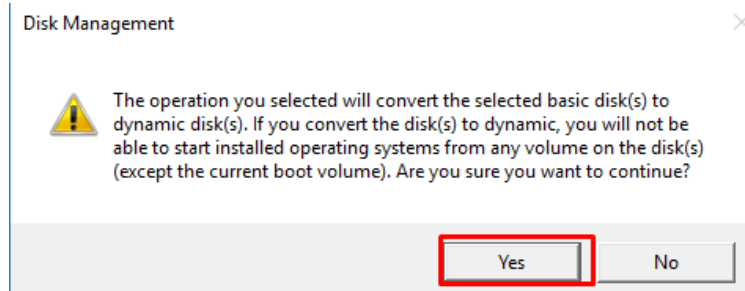 Disk Management
The operation you selected will convert the selected basic disk(s) to
dynamic disk(s). If you convert the disk(s) to dynamic, you will not be
able to start installed operating systems from any volume on the disk(s)
(except the current boot volume). Are you sure you want to continue?
Yes
No